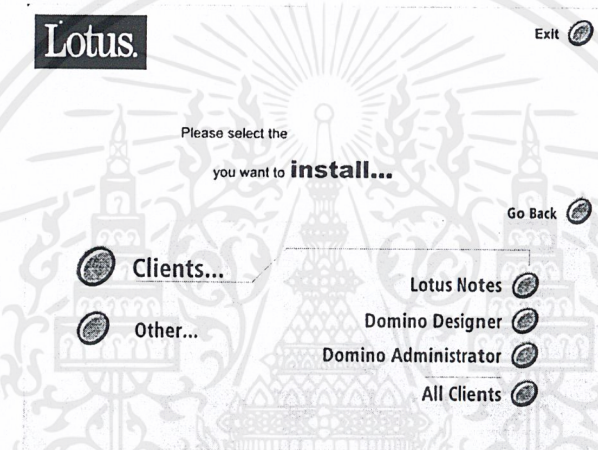 Lotus.
Exit
Please select the
you want to install...
Go Back
Clients...
Other...
Lotus Notes
Domino Designer
Domino Administrator
All Clients